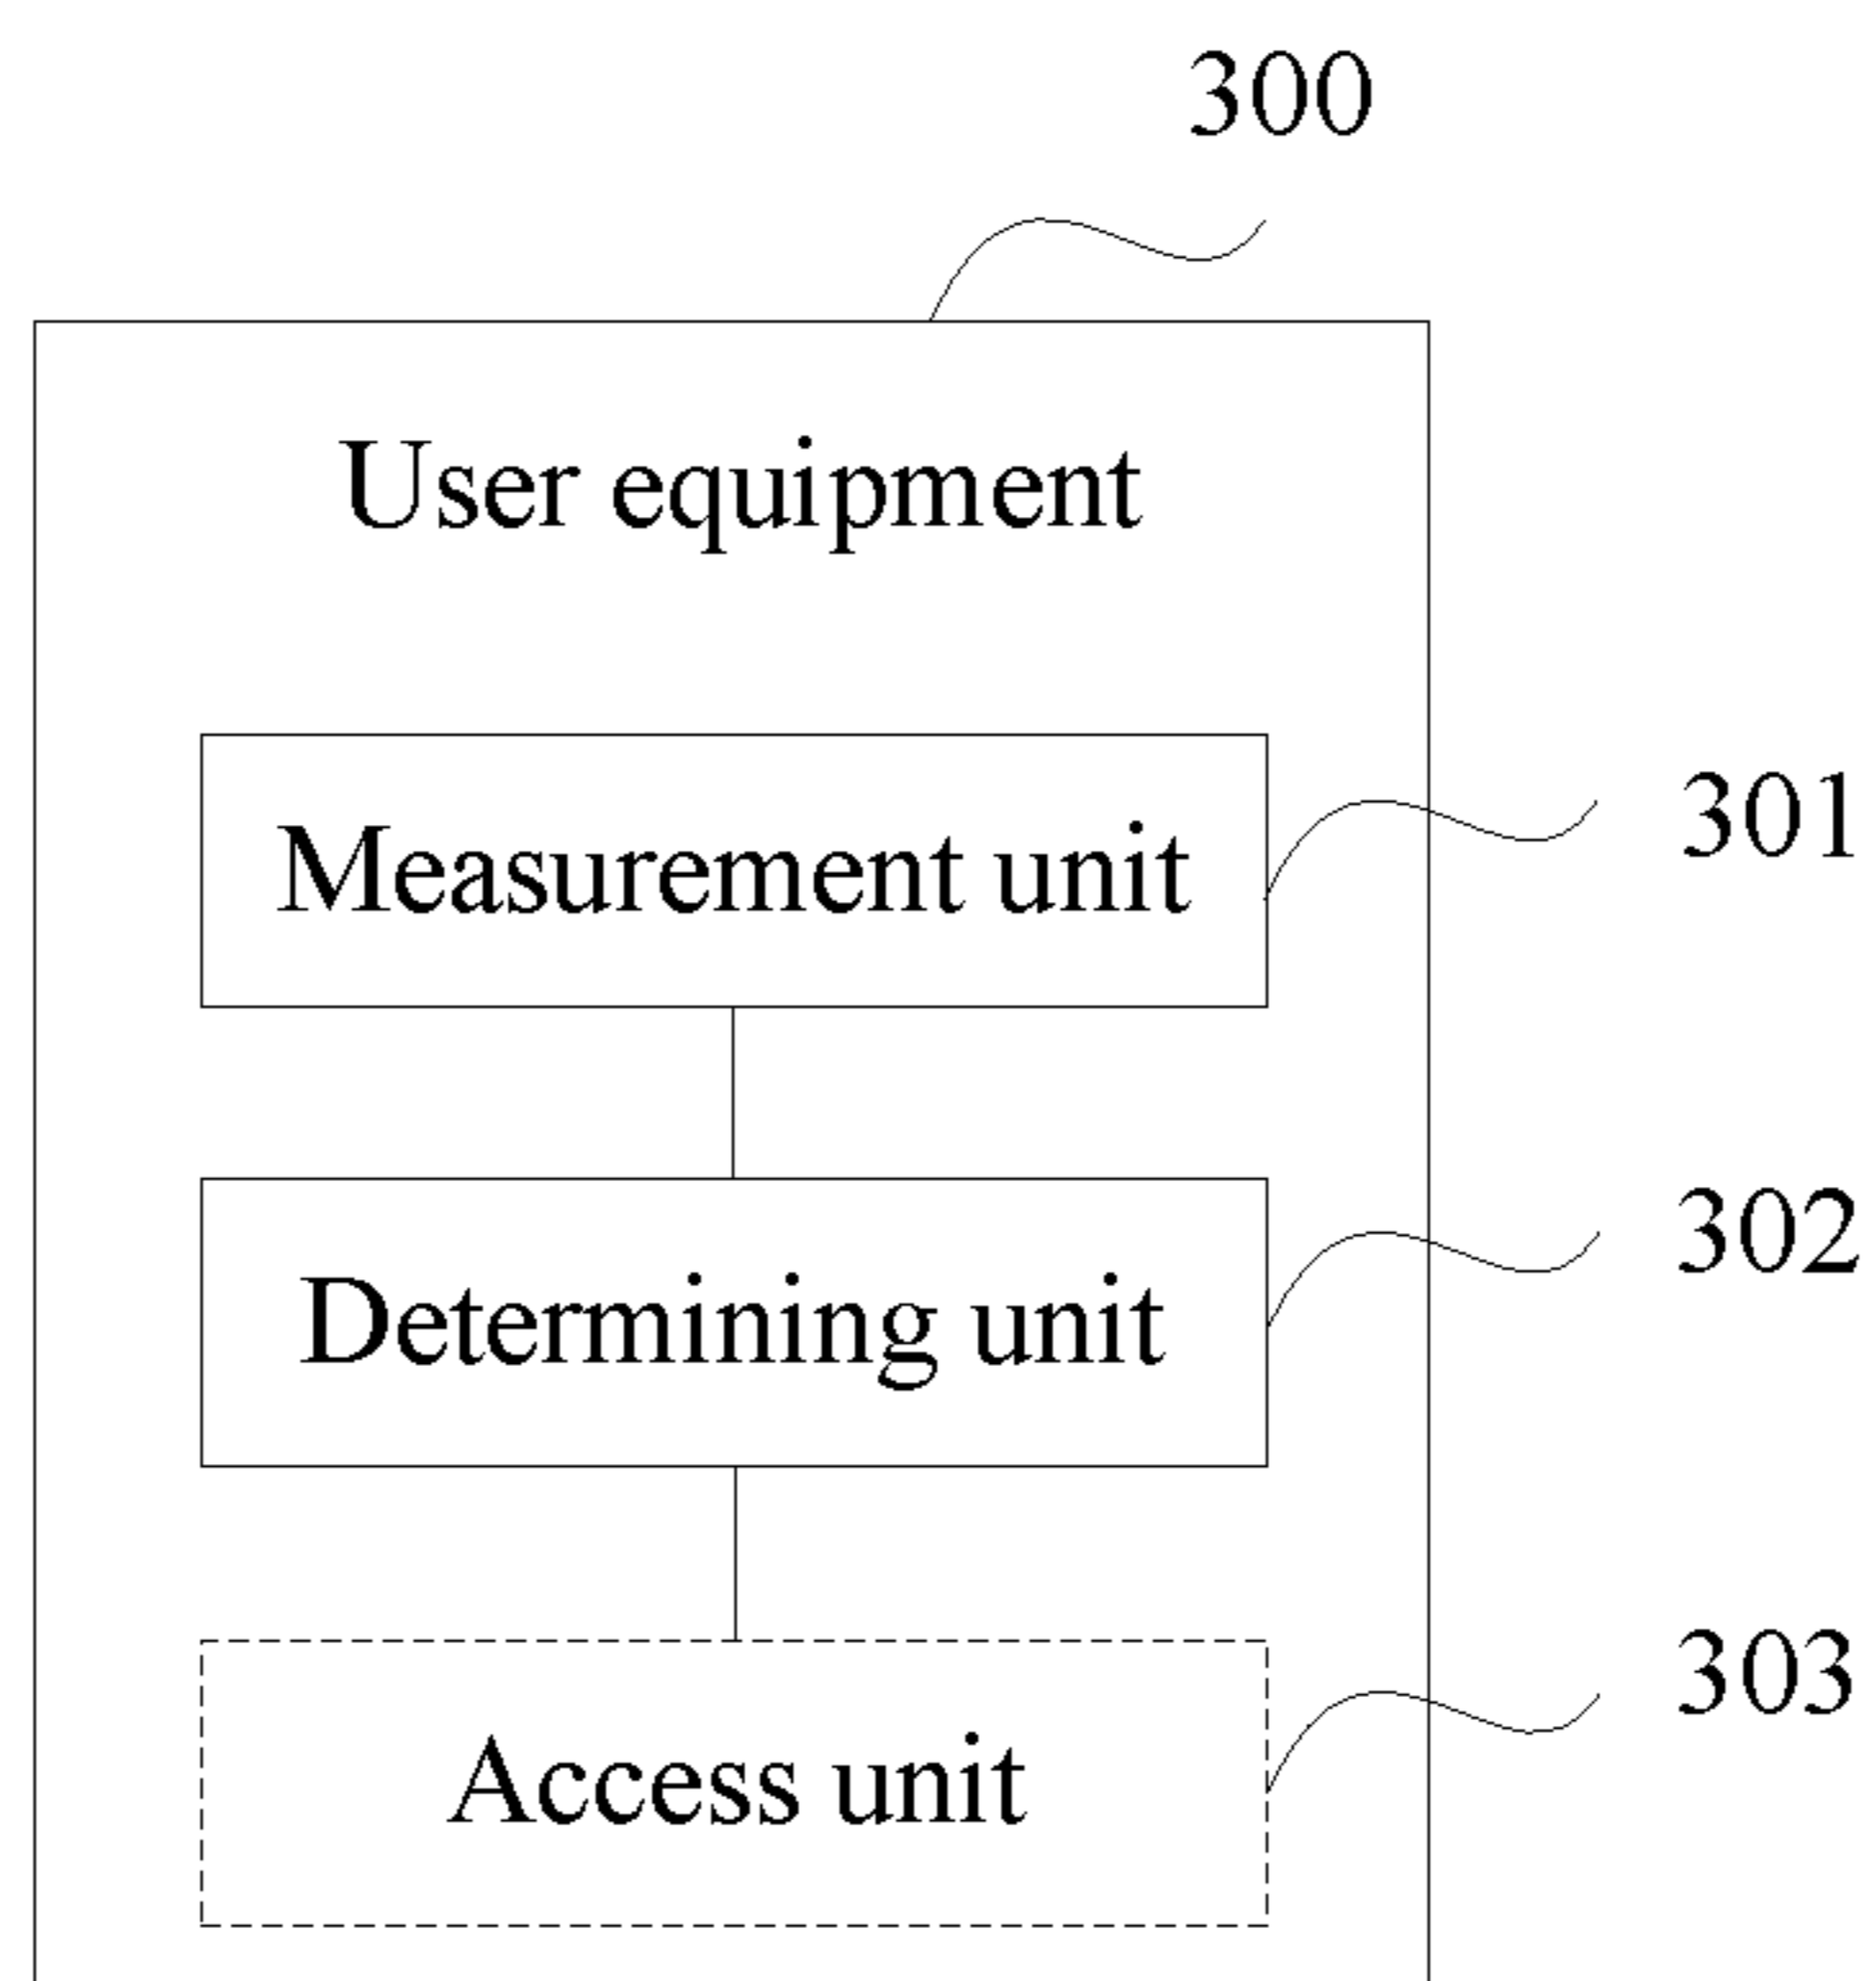 300
User equipment
Measurement unit
301
Determining unit
302
Access unit
303